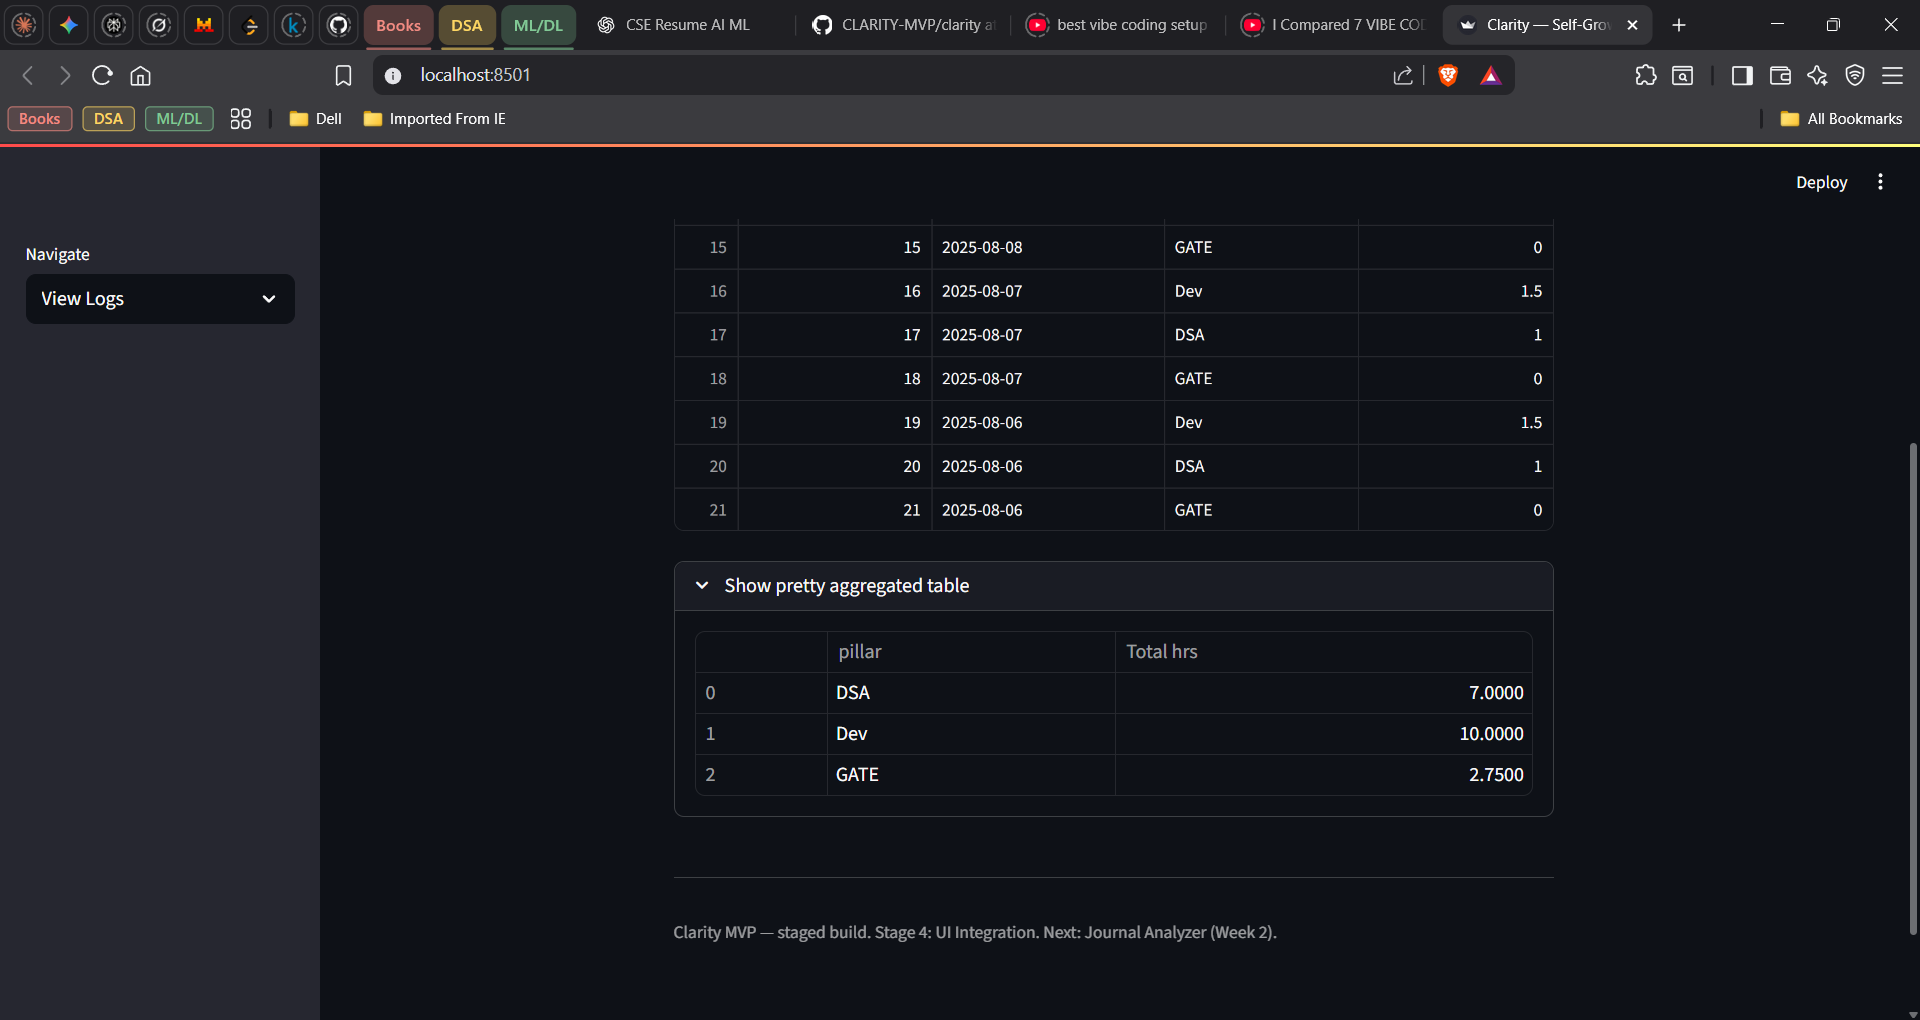 Books DSA ML/DL CSE Resume AI ML CLARITY-MVP/clarity a best vibe coding setup I Compared 7 VIBE COD Clarity — Self-Grow
localhost:8501
Books DSA ML/DL Dell Imported From IE All Bookmarks
Deploy
Navigate
View Logs
15 15 2025-08-08 GATE 0
16 16 2025-08-07 Dev 1.5
17 17 2025-08-07 DSA 1
18 18 2025-08-07 GATE 0
19 19 2025-08-06 Dev 1.5
20 20 2025-08-06 DSA 1
21 21 2025-08-06 GATE 0
Show pretty aggregated table
pillar Total hrs
0 DSA 7.0000
1 Dev 10.0000
2 GATE 2.7500
Clarity MVP — staged build. Stage 4: UI Integration. Next: Journal Analyzer (Week 2).